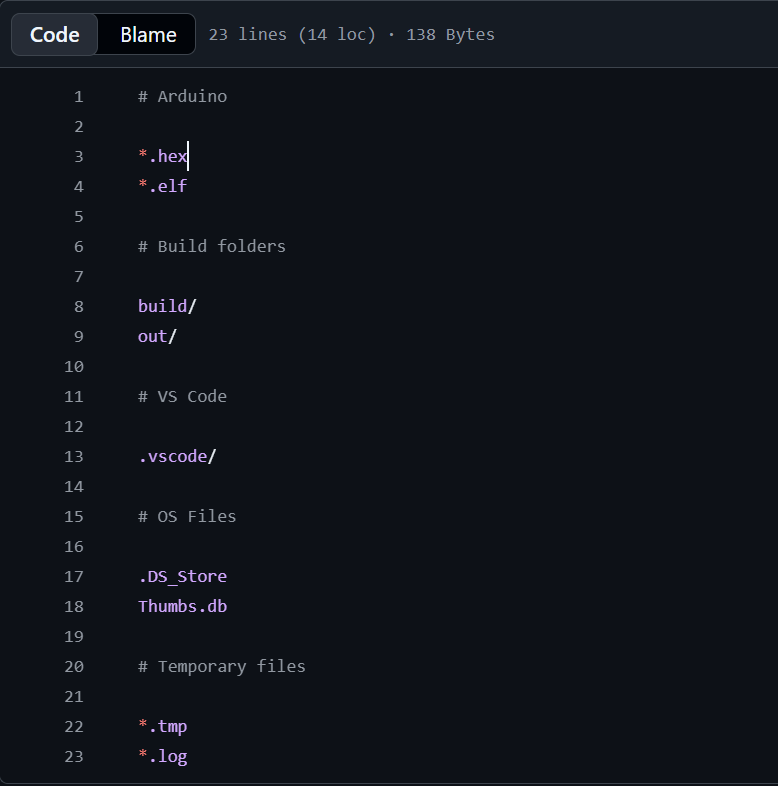 Code Blame 23 lines (14 loc) · 138 Bytes
1 # Arduino
2
3 *.hex
4 *.elf
5
6 # Build folders
7
8 build/
9 out/
10
11 # VS Code
12
13 .vscode/
14
15 # OS Files
16
17 .DS_Store
18 Thumbs.db
19
20 # Temporary files
21
22 *.tmp
23 *.log